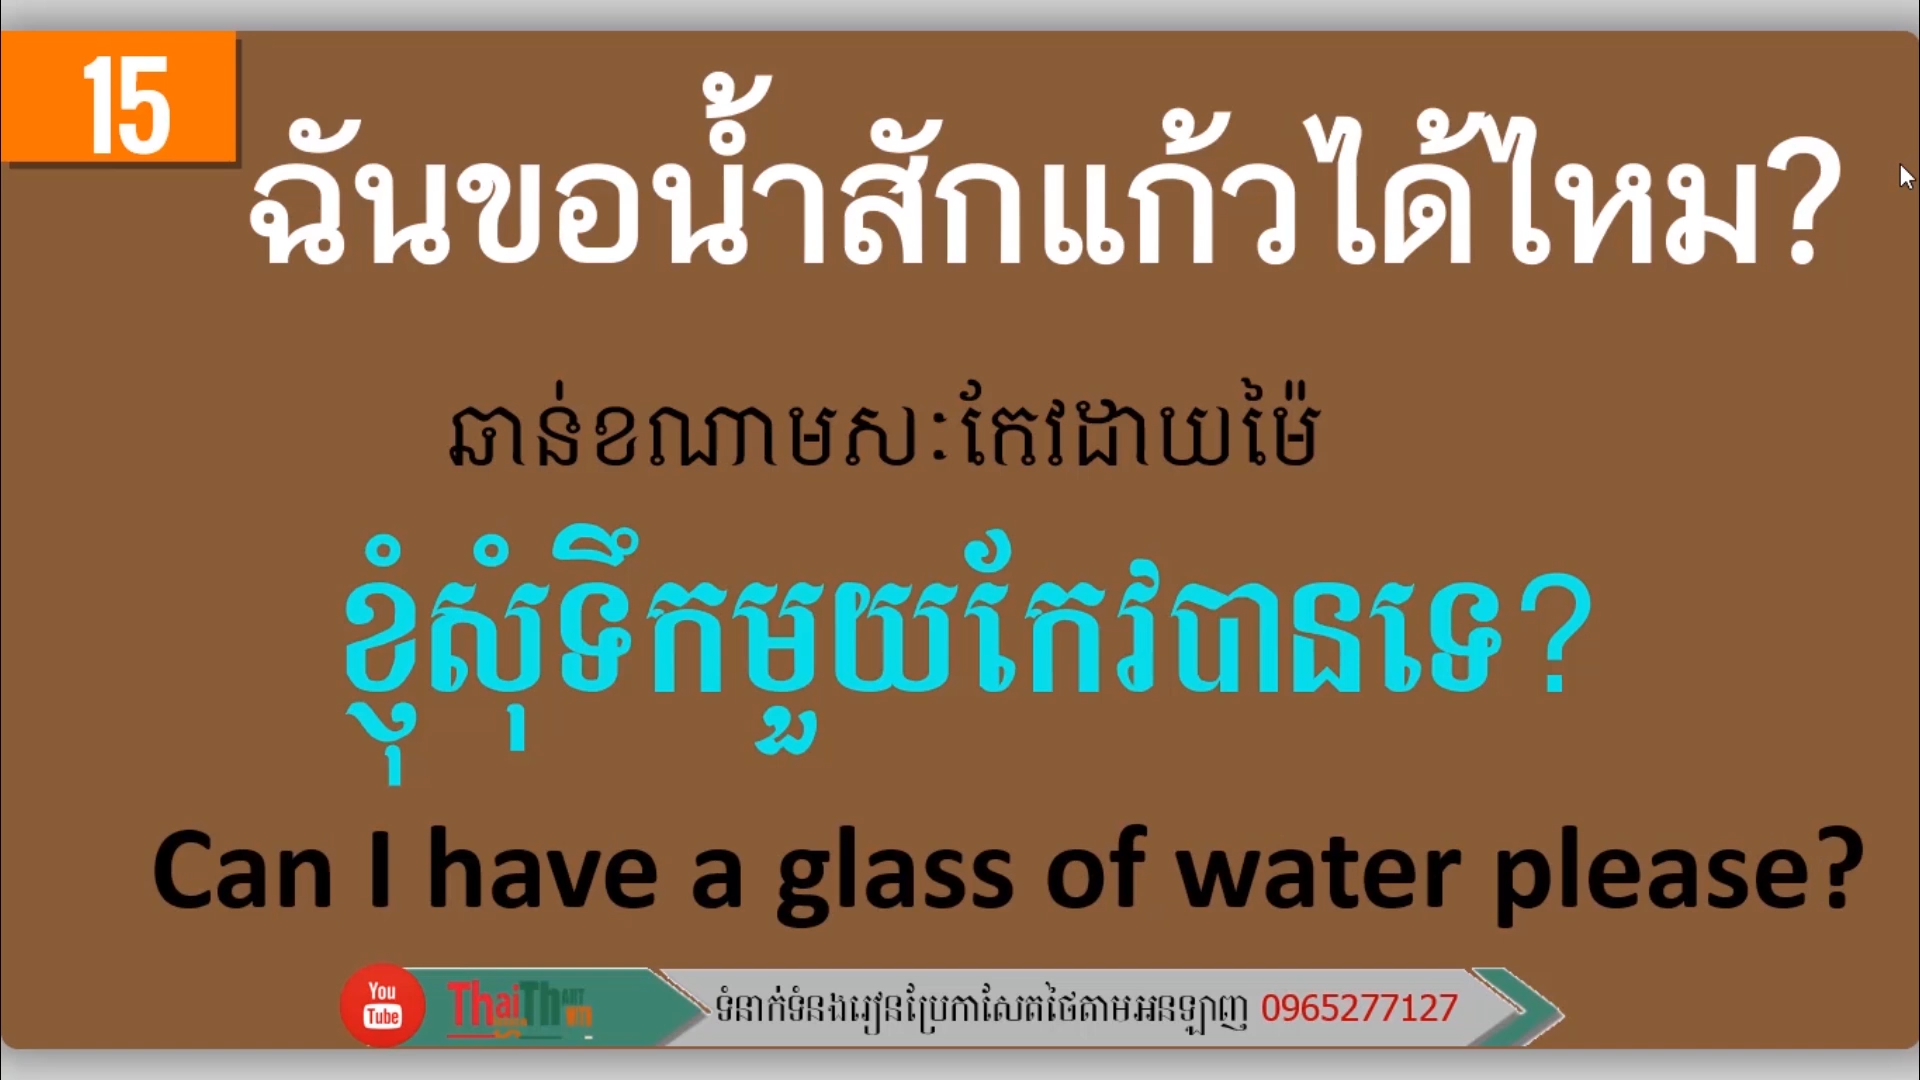 15
ฉันขอน้ำสักแก้วได้ไหม?
ឆាន់ខណាមសៈកែវដាយម៉ៃ
ខ្ញុំសុំទឹកមួយកែវបានទេ?
Can I have a glass of water please?
You
Tube
ទំនាក់ទំនងរៀនប្រែកាសែតថៃតាមអនឡាញ 0965277127